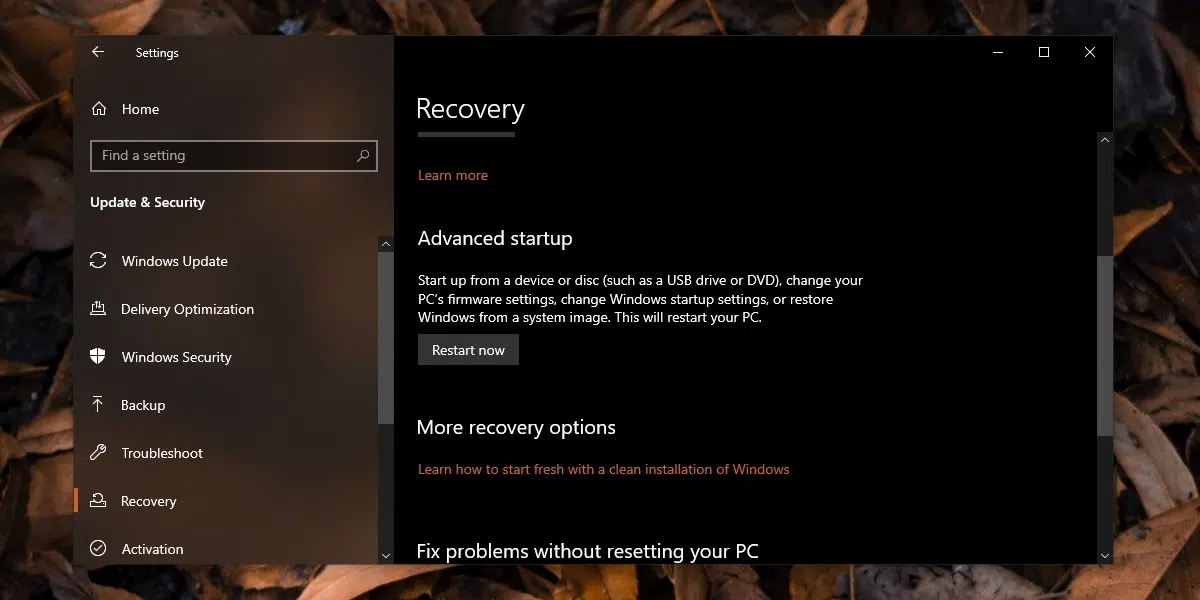 Settings
Home
Find a setting
Update & Security
Windows Update
Delivery Optimization
Windows Security
Backup
Troubleshoot
Recovery
Activation
Recovery
Learn more
Advanced startup
Start up from a device or disc (such as a USB drive or DVD), change your
PC's firmware settings, change Windows startup settings, or restore
Windows from a system image. This will restart your PC.
Restart now
More recovery options
Learn how to start fresh with a clean installation of Windows
Fix problems without resetting your PC